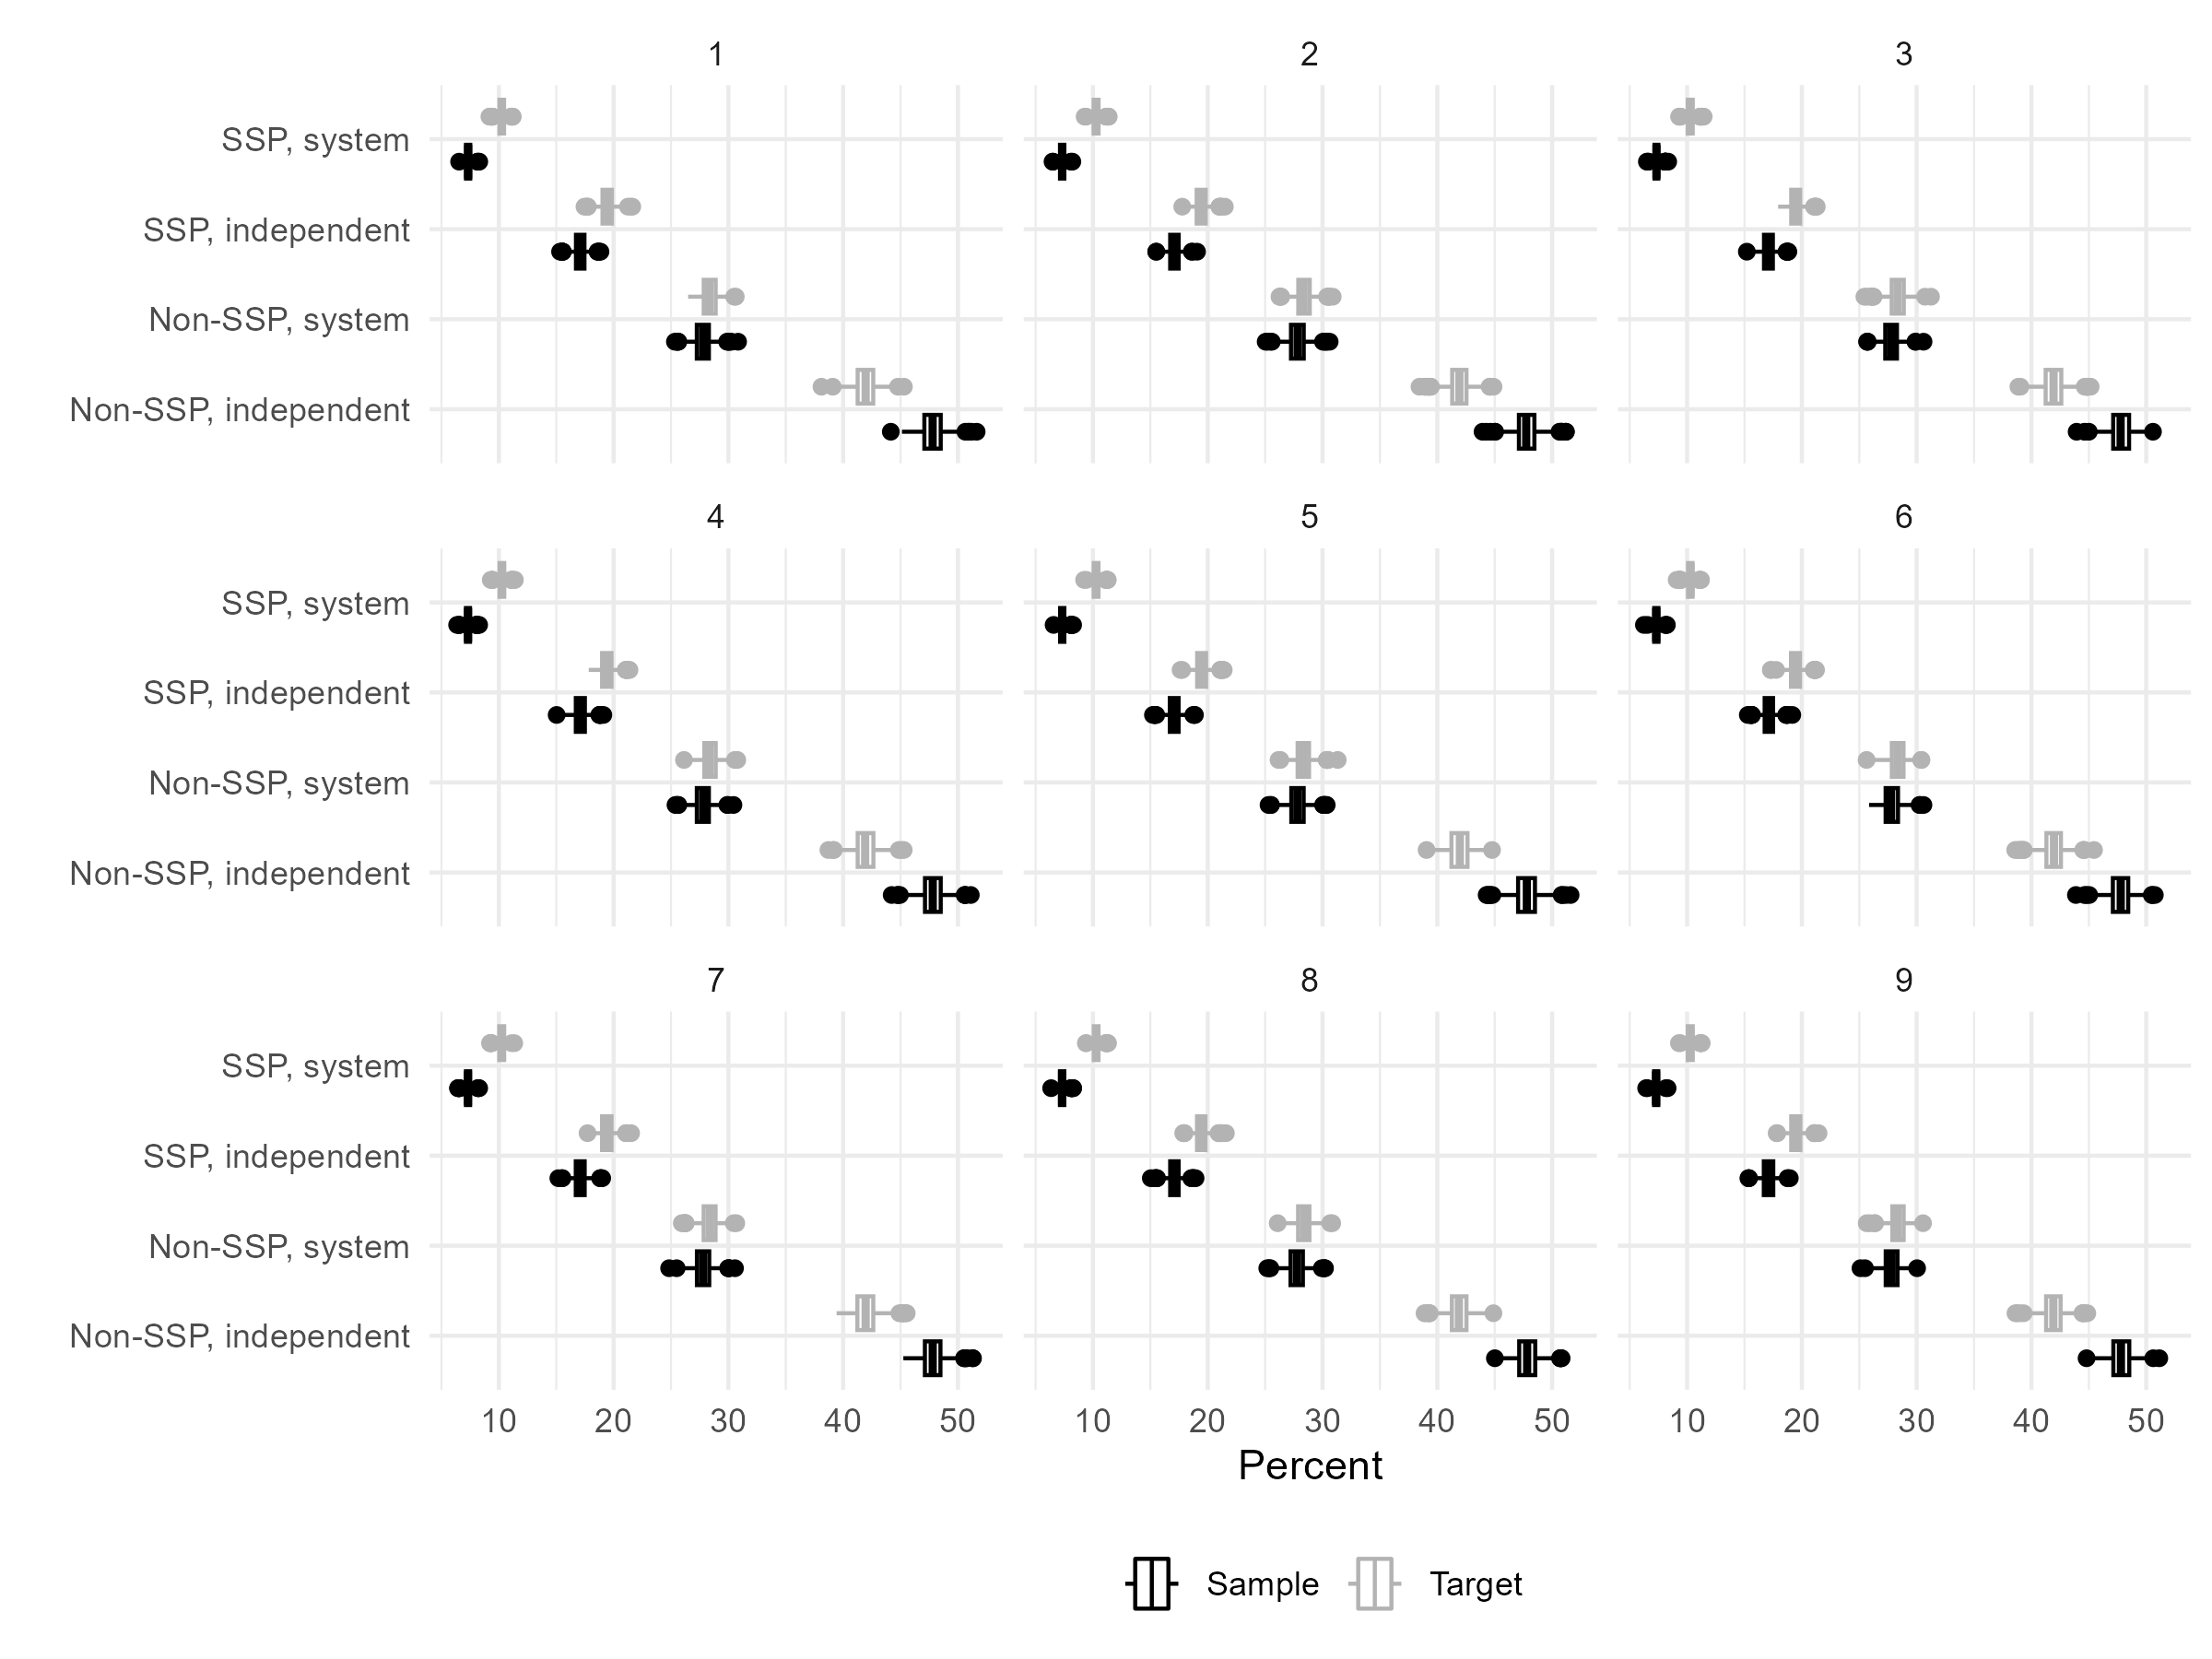 1 2 3
SSP, system
SSP, independent
Non-SSP, system
Non-SSP, independent
4 5 6
SSP, system
SSP, independent
Non-SSP, system
Non-SSP, independent
7 8 9
SSP, system
SSP, independent
Non-SSP, system
Non-SSP, independent
10 20 30 40 50 10 20 30 40 50 10 20 30 40 50
Percent
Sample Target